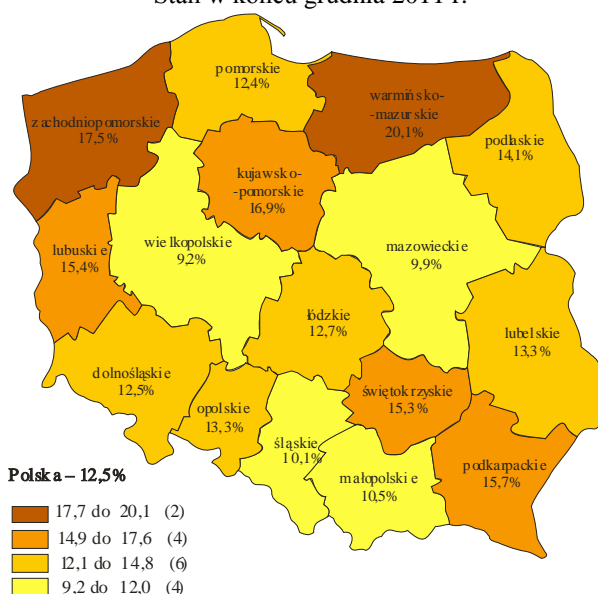 Stan w końcu grudnia 2011 r.
pomorskie
12,4%
warmińsko-
-mazurskie
20,1%
zachodniopomorskie
17,5%
podlaskie
14,1%
kujawsko-
-pomorskie
16,9%
lubuskie
15,4%
wielkopolskie
9,2%
mazowieckie
9,9%
łódzkie
12,7%
lubelskie
13,3%
dolnośląskie
12,5%
opolskie
13,3%
świętokrzyskie
15,3%
śląskie
10,1%
małopolskie
10,5%
podkarpackie
15,7%
Polska – 12,5%
17,7 do 20,1 (2)
14,9 do 17,6 (4)
12,1 do 14,8 (6)
9,2 do 12,0 (4)